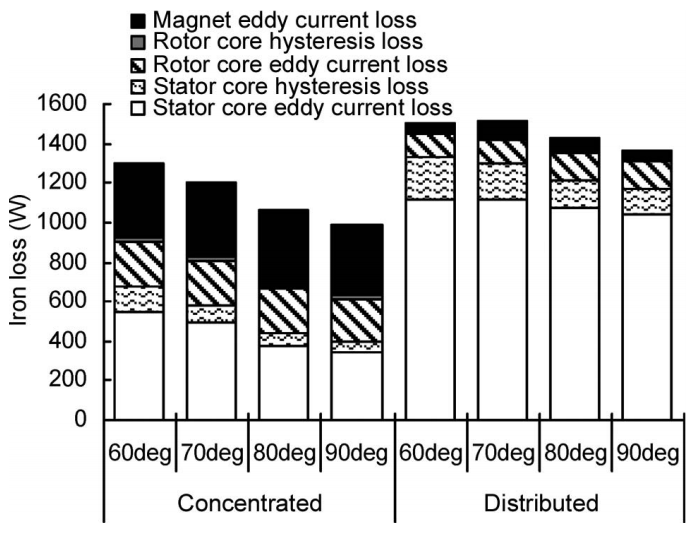 Magnet eddy current loss
Rotor core hysteresis loss
Rotor core eddy current loss
Stator core hysteresis loss
Stator core eddy current loss
Iron loss (W)
1600
1400
1200
1000
800
600
400
200
0
60deg 70deg 80deg 90deg 60deg 70deg 80deg 90deg
Concentrated Distributed